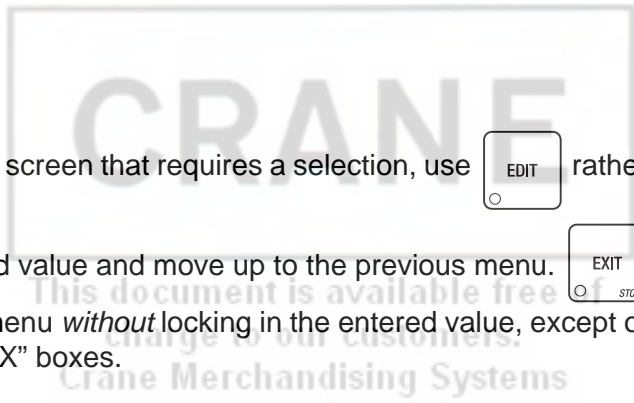 CRANE
screen that requires a selection, use EDIT
d value and move up to the previous menu. EXIT
This document is available free of
enu without locking in the entered value, except
charge to our customers.
X” boxes.
Crane Merchandising Systems